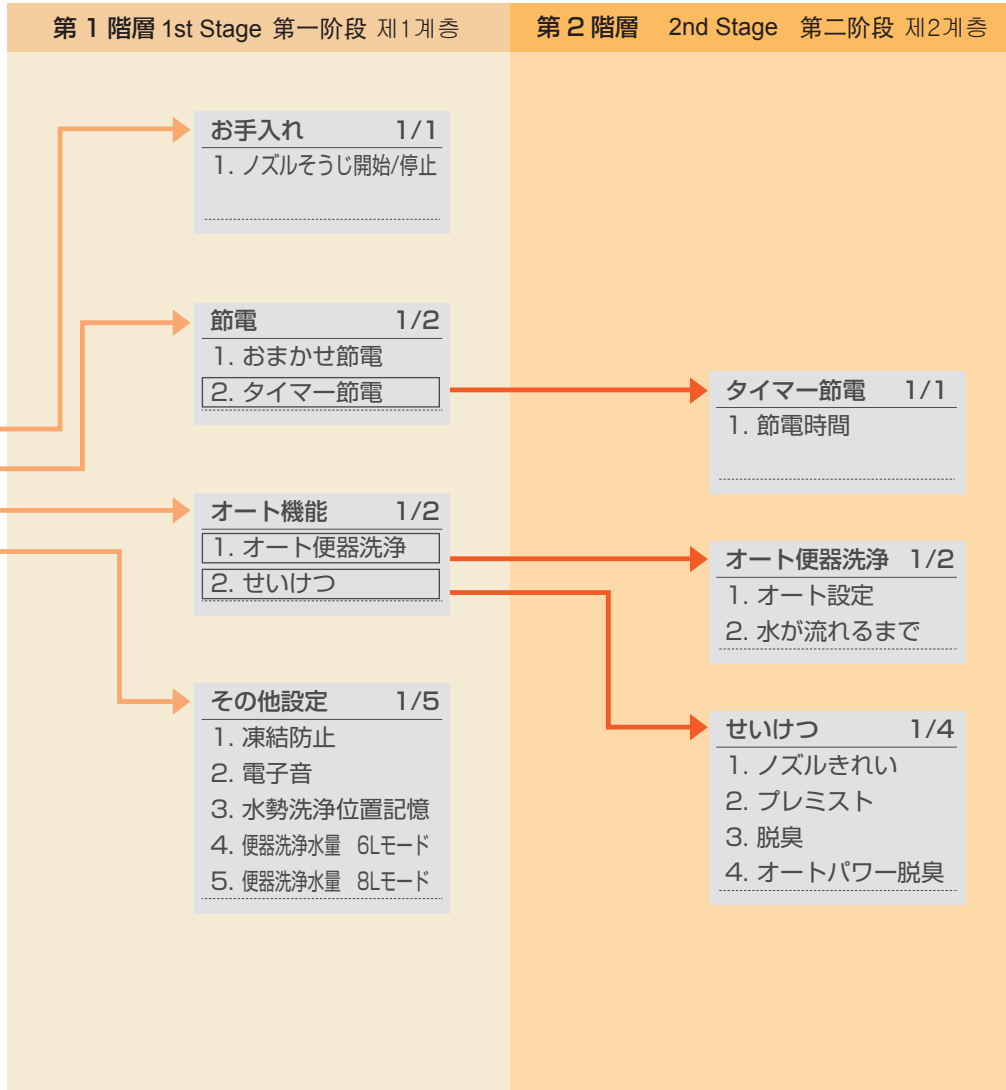 第 1 階層 1st Stage 第一阶段 제1계층
お手入れ 1/1
1. ノズルそうじ開始/停止
節電 1/2
1. おまかせ節電
2. タイマー節電
オート機能 1/2
1. オート便器洗浄
2. せいけつ
その他設定 1/5
1. 凍結防止
2. 電子音
3. 水勢洗浄位置記憶
4. 便器洗浄水量 6Lモード
5. 便器洗浄水量 8Lモード
第 2 階層 2nd Stage 第二阶段 제2계층
タイマー節電 1/1
1. 節電時間
オート便器洗浄 1/2
1. オート設定
2. 水が流れるまで
せいけつ 1/4
1. ノズルきれい
2. プレミスト
3. 脱臭
4. オートパワー脱臭